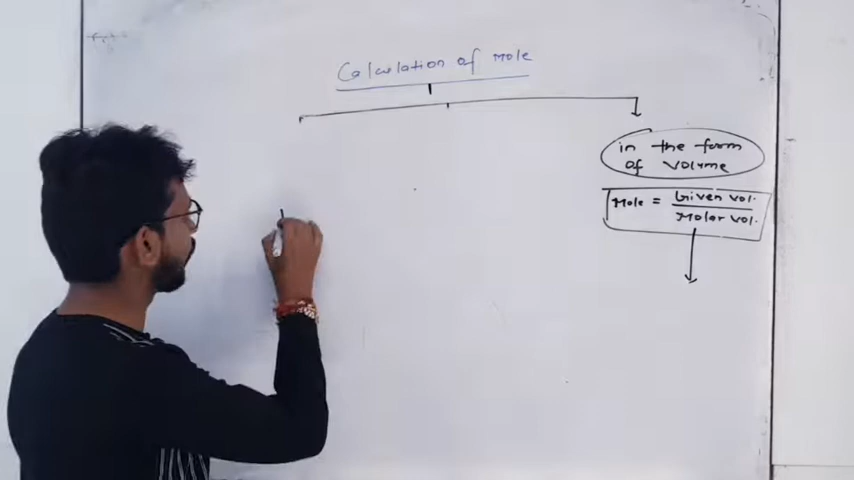 Calculation of Mole
in the form
of volume
Mole = Given vol.
Molar vol.